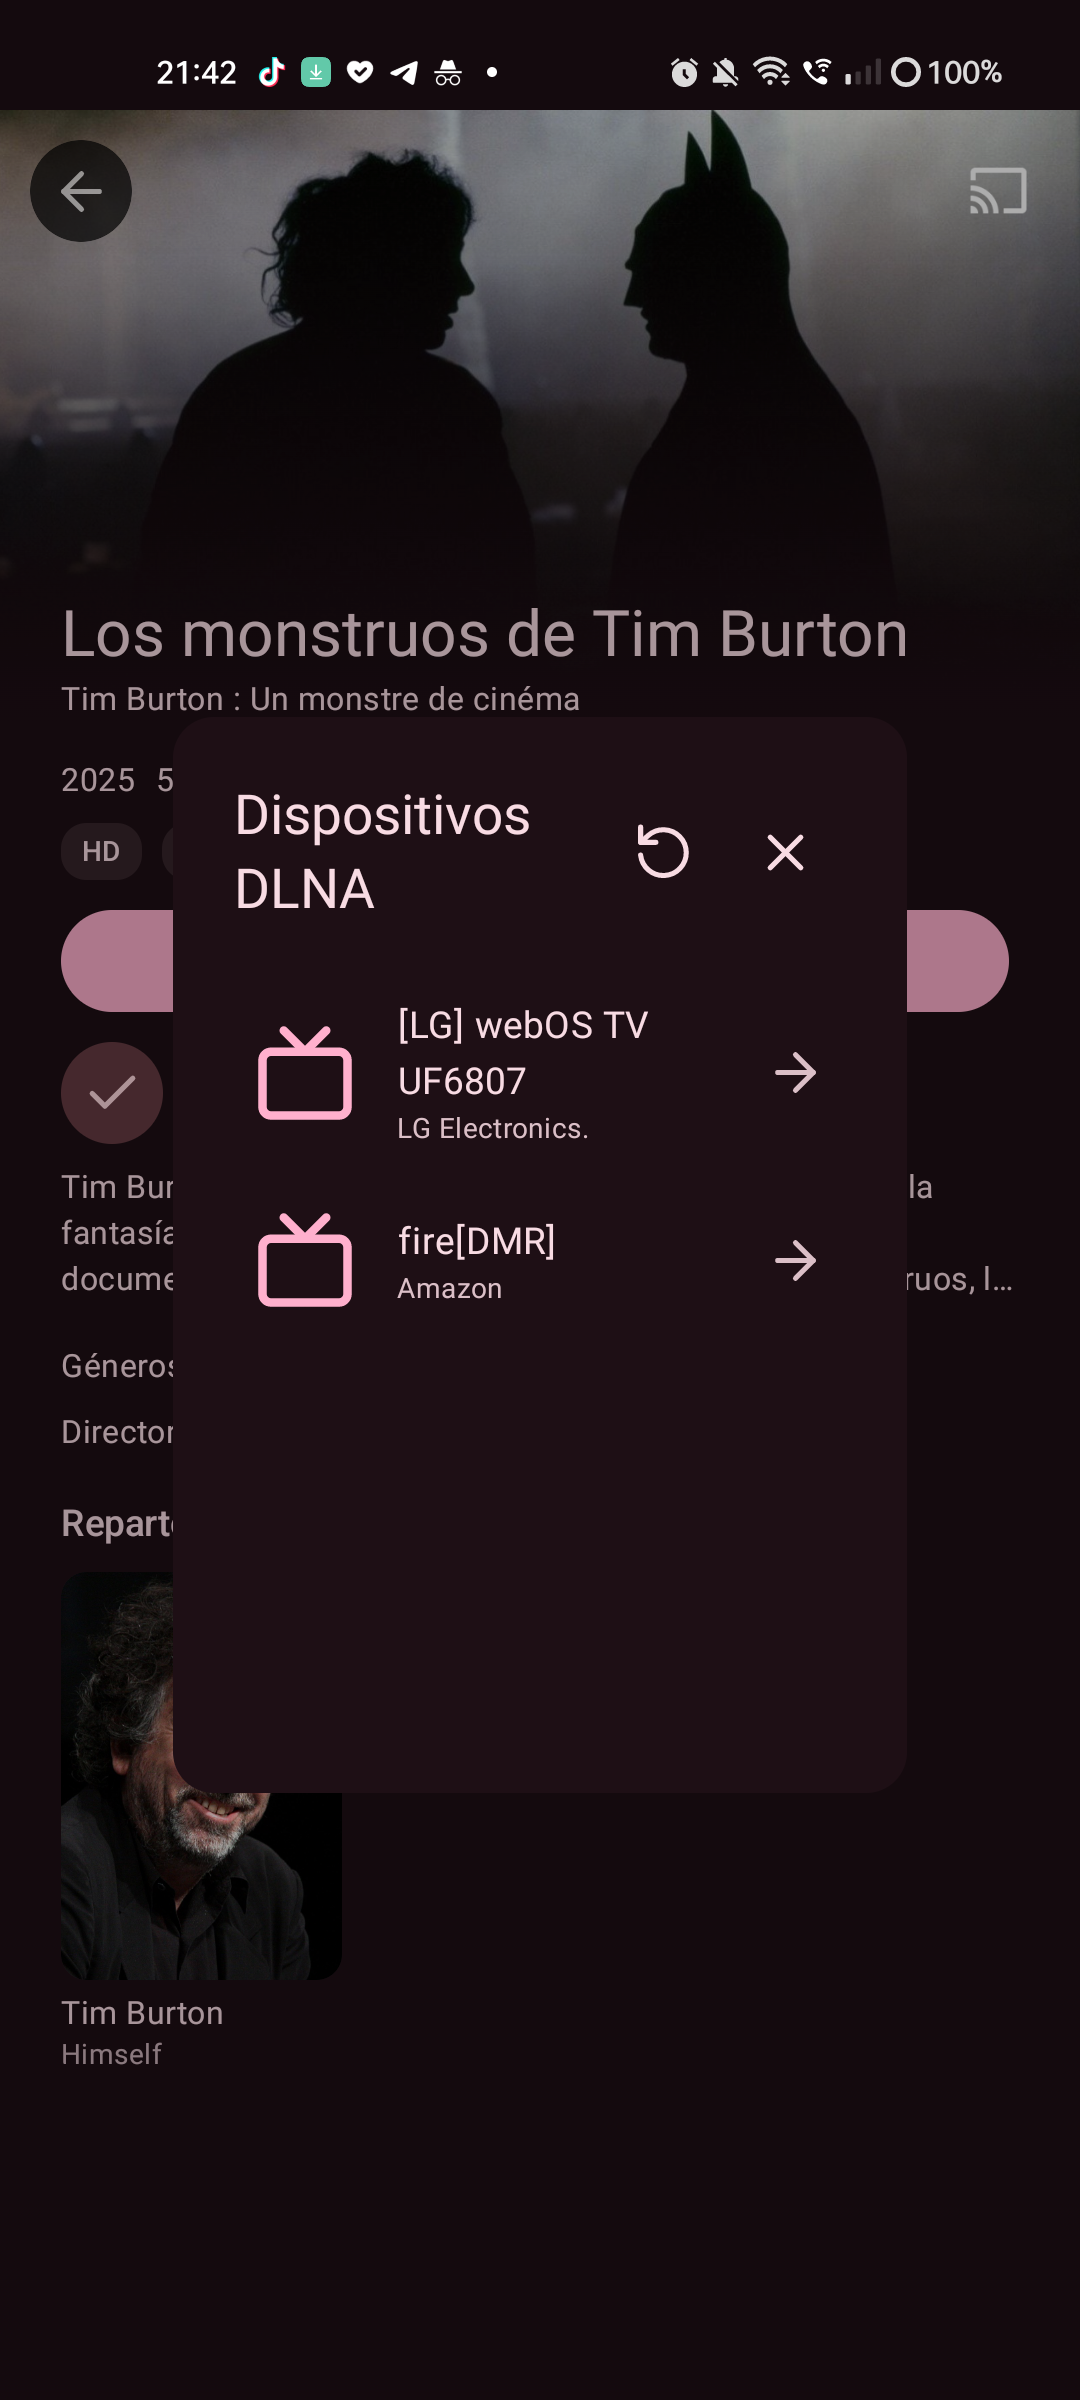 21:42
100%
Los monstruos de Tim Burton
Tim Burton : Un monstre de cinéma
2025 5
HD
Dispositivos
DLNA
[LG] webOS TV
UF6807
LG Electronics.
fire[DMR]
Amazon
Tim Bur la
fantasía
docume ruos, l...
Géneros
Director
Reparto
Tim Burton
Himself